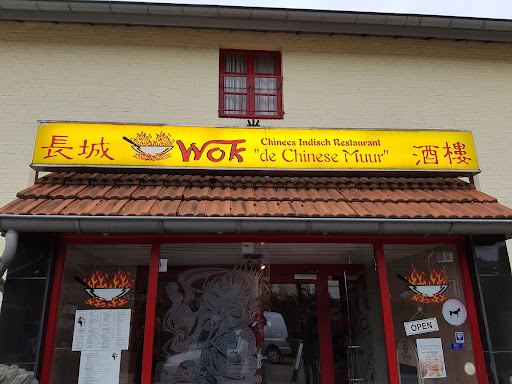 長城
Wok
Chinees Indisch Restaurant
"de Chinese Muur"
酒樓
OPEN